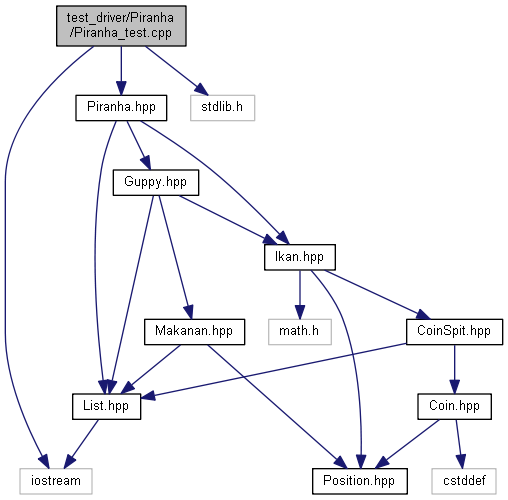 test_driver/Piranha
/Piranha_test.cpp
Piranha.hpp
stdlib.h
Guppy.hpp
Ikan.hpp
Makanan.hpp
math.h
CoinSpit.hpp
List.hpp
Coin.hpp
iostream
Position.hpp
cstddef